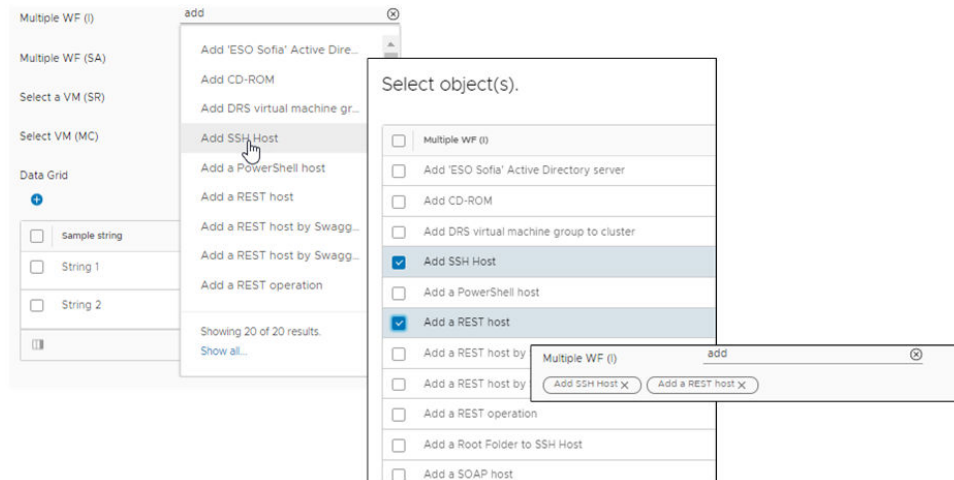 Multiple WF (I)
add
Multiple WF (SA)
Select a VM (SR)
Select VM (MC)
Data Grid
Sample string
String 1
String 2
Add 'ESO Sofia' Active Dire...
Add CD-ROM
Add DRS virtual machine gr...
Add SSH Host
Add a PowerShell host
Add a REST host
Add a REST host by Swagg...
Add a REST host by Swagg...
Add a REST operation
Showing 20 of 20 results.
Show all...
Select object(s).
Multiple WF (I)
Add 'ESO Sofia' Active Directory server
Add CD-ROM
Add DRS virtual machine group to cluster
Add SSH Host
Add a PowerShell host
Add a REST host
Add a REST host by
Add a REST host by
Add a REST operation
Add a Root Folder to SSH Host
Add a SOAP host
Multiple WF (I)
add
Add SSH Host
Add a REST host